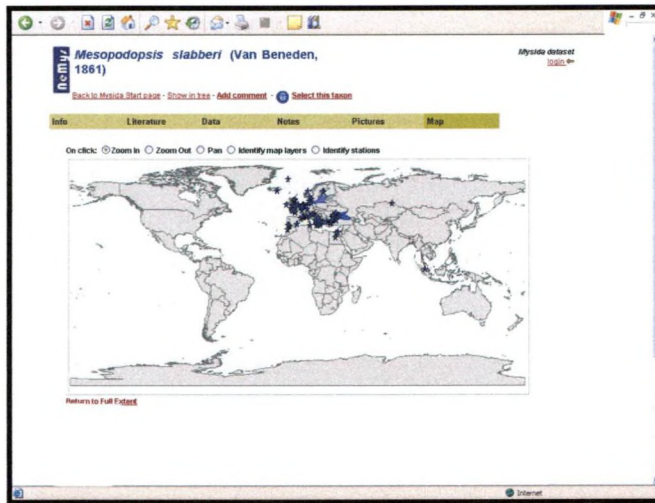 NeMys
Mesopodopsis slabberi (Van Beneden,
1861)
Mysida dataset
login
Back to Mysida Start page - Show in tree - Add comment - Select this taxon
Info Literature Data Notes Pictures Map
On click: Zoom In Zoom Out Pan Identify map layers Identify stations
Return to Full Extent
Internet